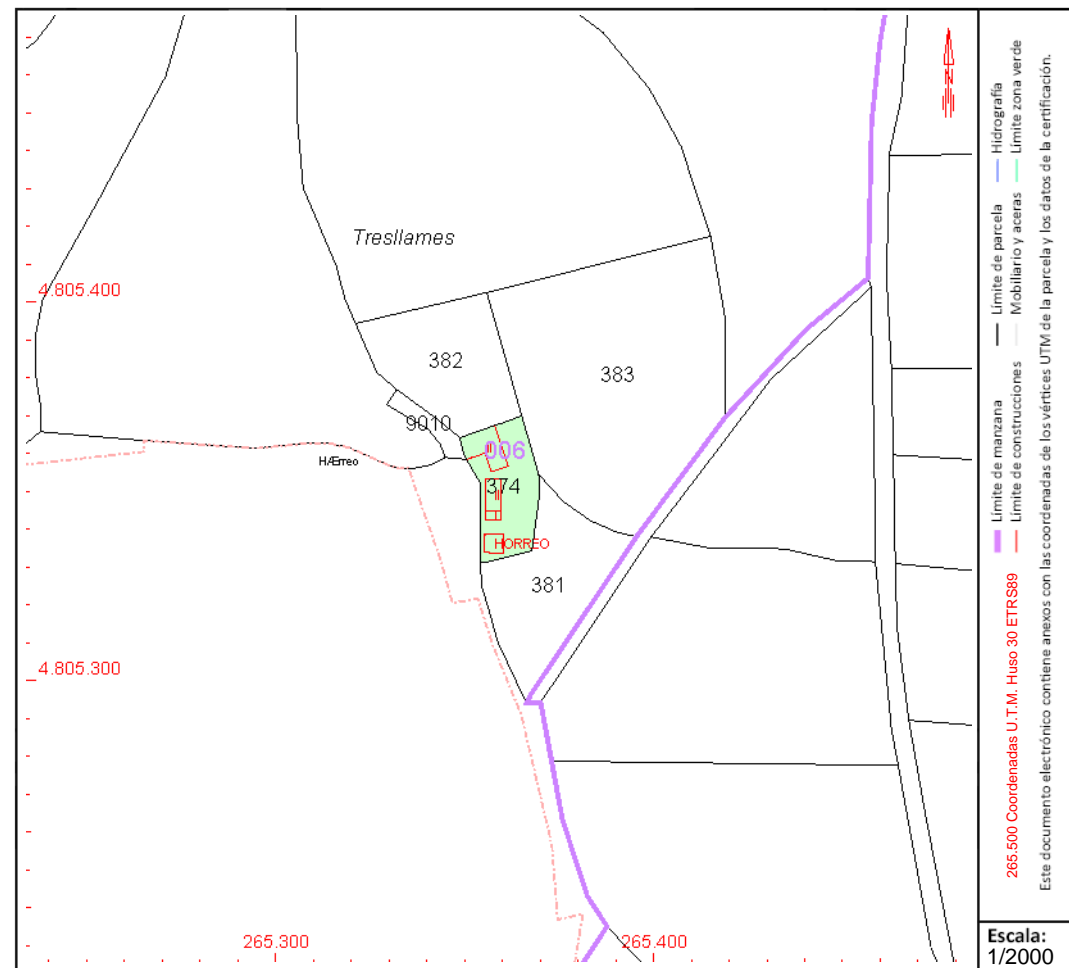 Tresllames
4.805.400
382
383
9010
006
HÆrreo
374
HORREO
381
4.805.300
265.300
265.400
N
Límite de manzana
Límite de parcela
Hidrografía
Límite de construcciones
Mobiliario y aceras
Límite zona verde
265.500 Coordenadas U.T.M. Huso 30 ETRS89
Este documento electrónico contiene anexos con las coordenadas de los vértices UTM de la parcela y los datos de la certificación.
Escala:
1/2000